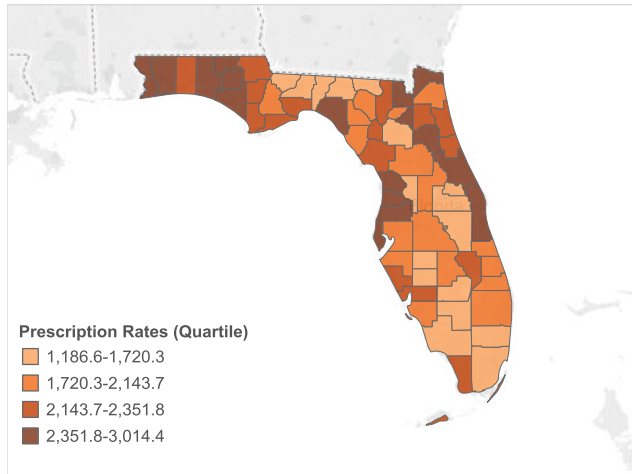 Florida
Prescription Rates (Quartile)
1,186.6-1,720.3
1,720.3-2,143.7
2,143.7-2,351.8
2,351.8-3,014.4